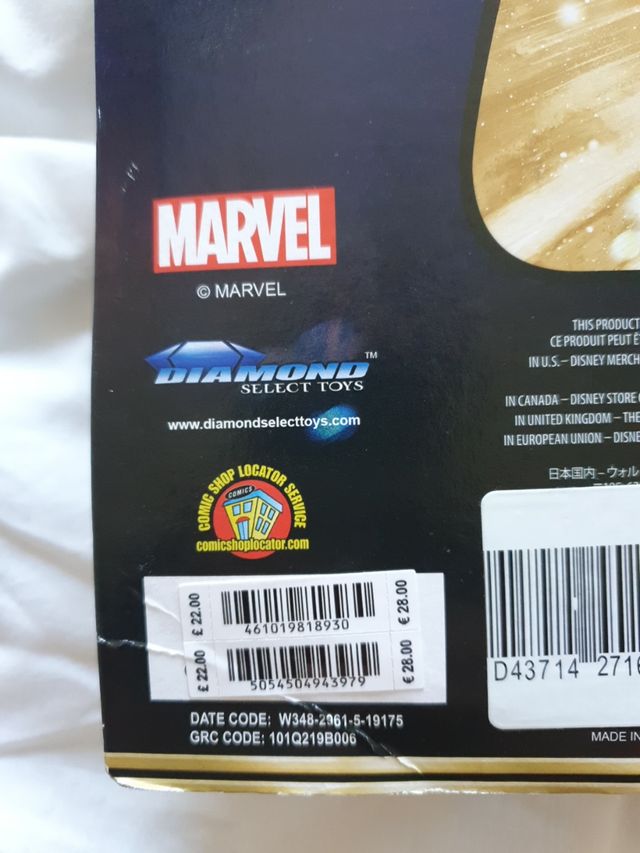 MARVEL
© MARVEL
DIAMOND™
SELECT TOYS
www.diamondselecttoys.com
COMIC SHOP LOCATOR SERVICE
COMICS
comicshoplocator.com
£ 22.00
461019818930
€ 28.00
£ 22.00
5054504943979
€ 28.00
DATE CODE: W348-2961-5-19175
GRC CODE: 101Q219B006
THIS PRODUCT
CE PRODUIT PEUT
IN U.S. – DISNEY MERCH
IN CANADA – DISNEY STORE
IN UNITED KINGDOM – THE
IN EUROPEAN UNION – DISNE
日本国内 – ウォル
D43714 271
MADE IN